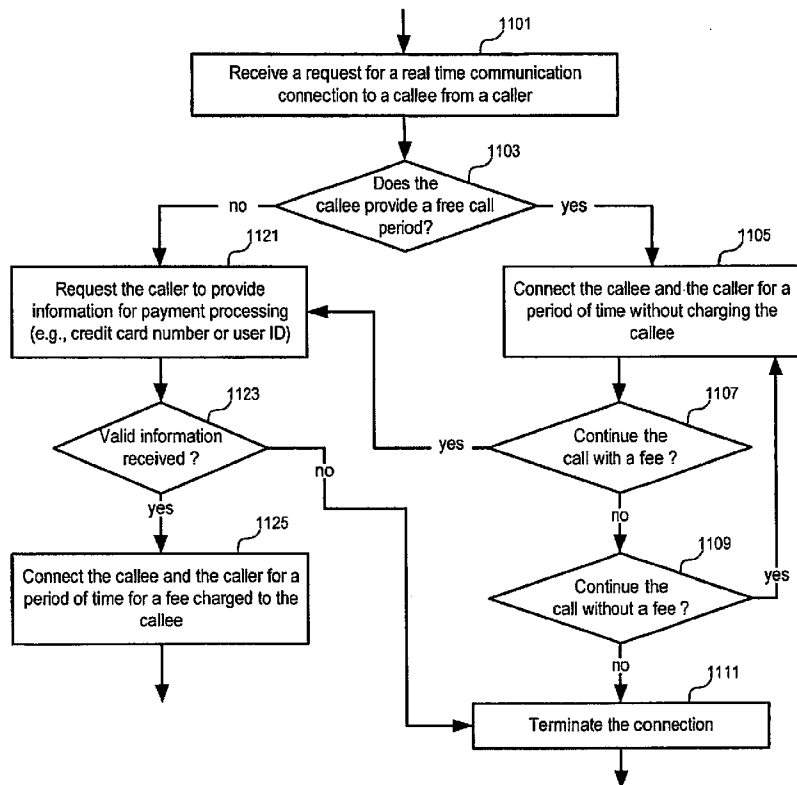 1101
Receive a request for a real time communication
connection to a callee from a caller
1103
Does the
callee provide a free call
period?
no
yes
1121
Request the caller to provide
information for payment processing
(e.g., credit card number or user ID)
1105
Connect the callee and the caller for a
period of time without charging the
callee
1123
Valid information
received ?
1107
Continue the
call with a fee ?
yes
no
yes
no
1125
Connect the callee and the caller for a
period of time for a fee charged to the
callee
1109
Continue the
call without a fee ?
yes
no
1111
Terminate the connection